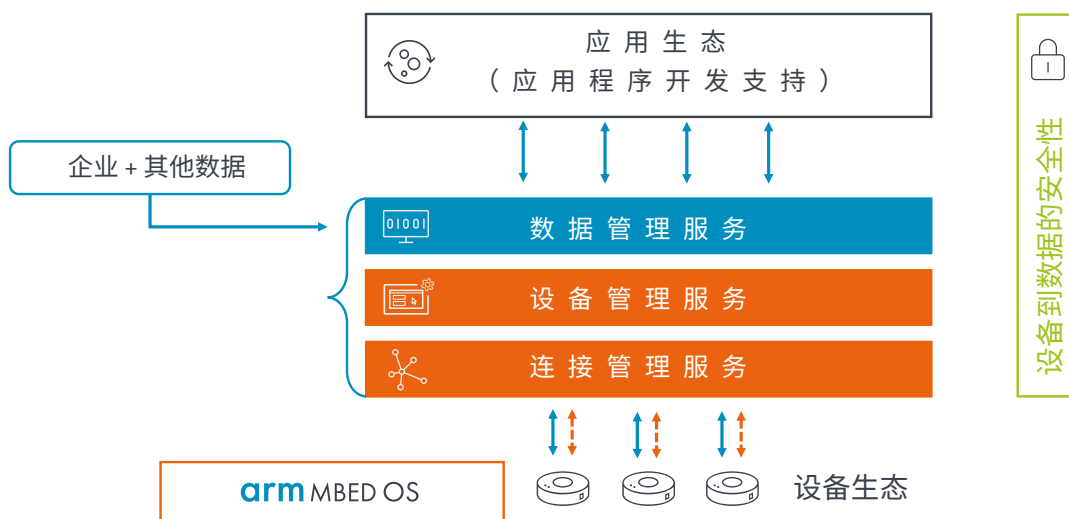 应用生态
（应用程序开发支持）
企业 + 其他数据
01001
数据管理服务
设备管理服务
连接管理服务
设备到数据的安全性
arm MBED OS
设备生态